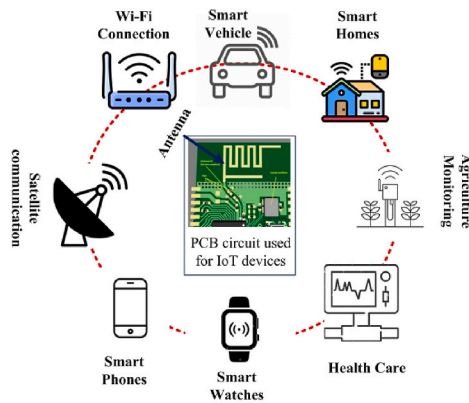 Wi-Fi
Connection
Smart
Vehicle
Smart
Homes
Antenna
Agriculture
Monitoring
Satellite
communication
PCB circuit used
for IoT devices
Smart
Phones
Smart
Watches
Health Care